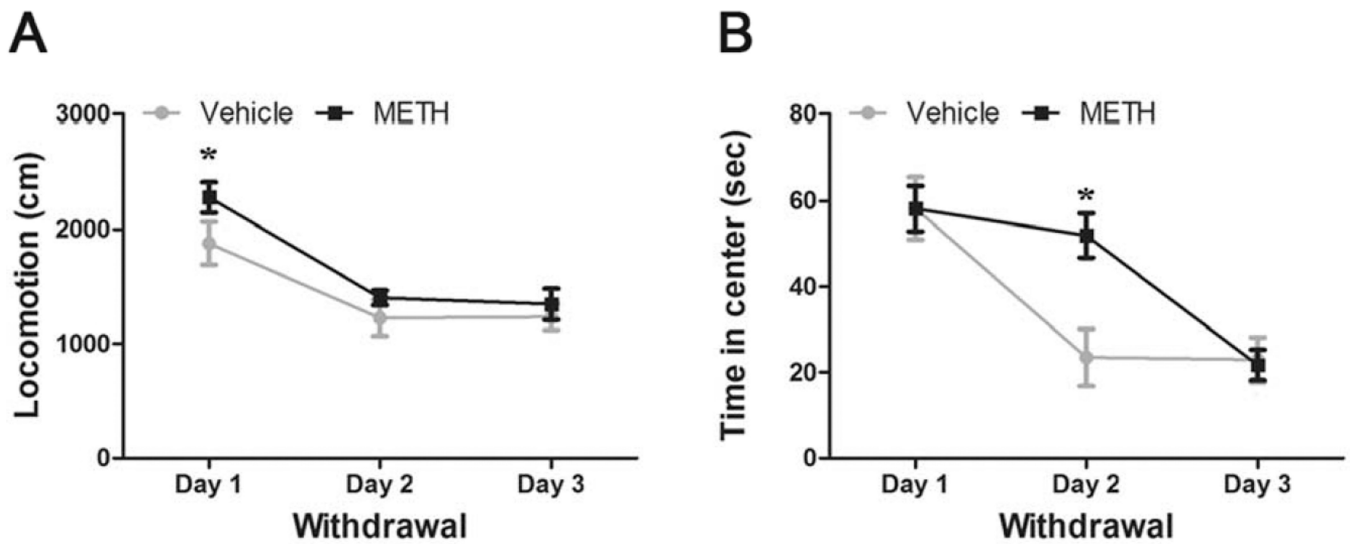 A
Vehicle METH
3000
2000
1000
0
*
Locomotion (cm)
Day 1 Day 2 Day 3
Withdrawal
B
Vehicle METH
80
60
40
20
0
*
Time in center (sec)
Day 1 Day 2 Day 3
Withdrawal